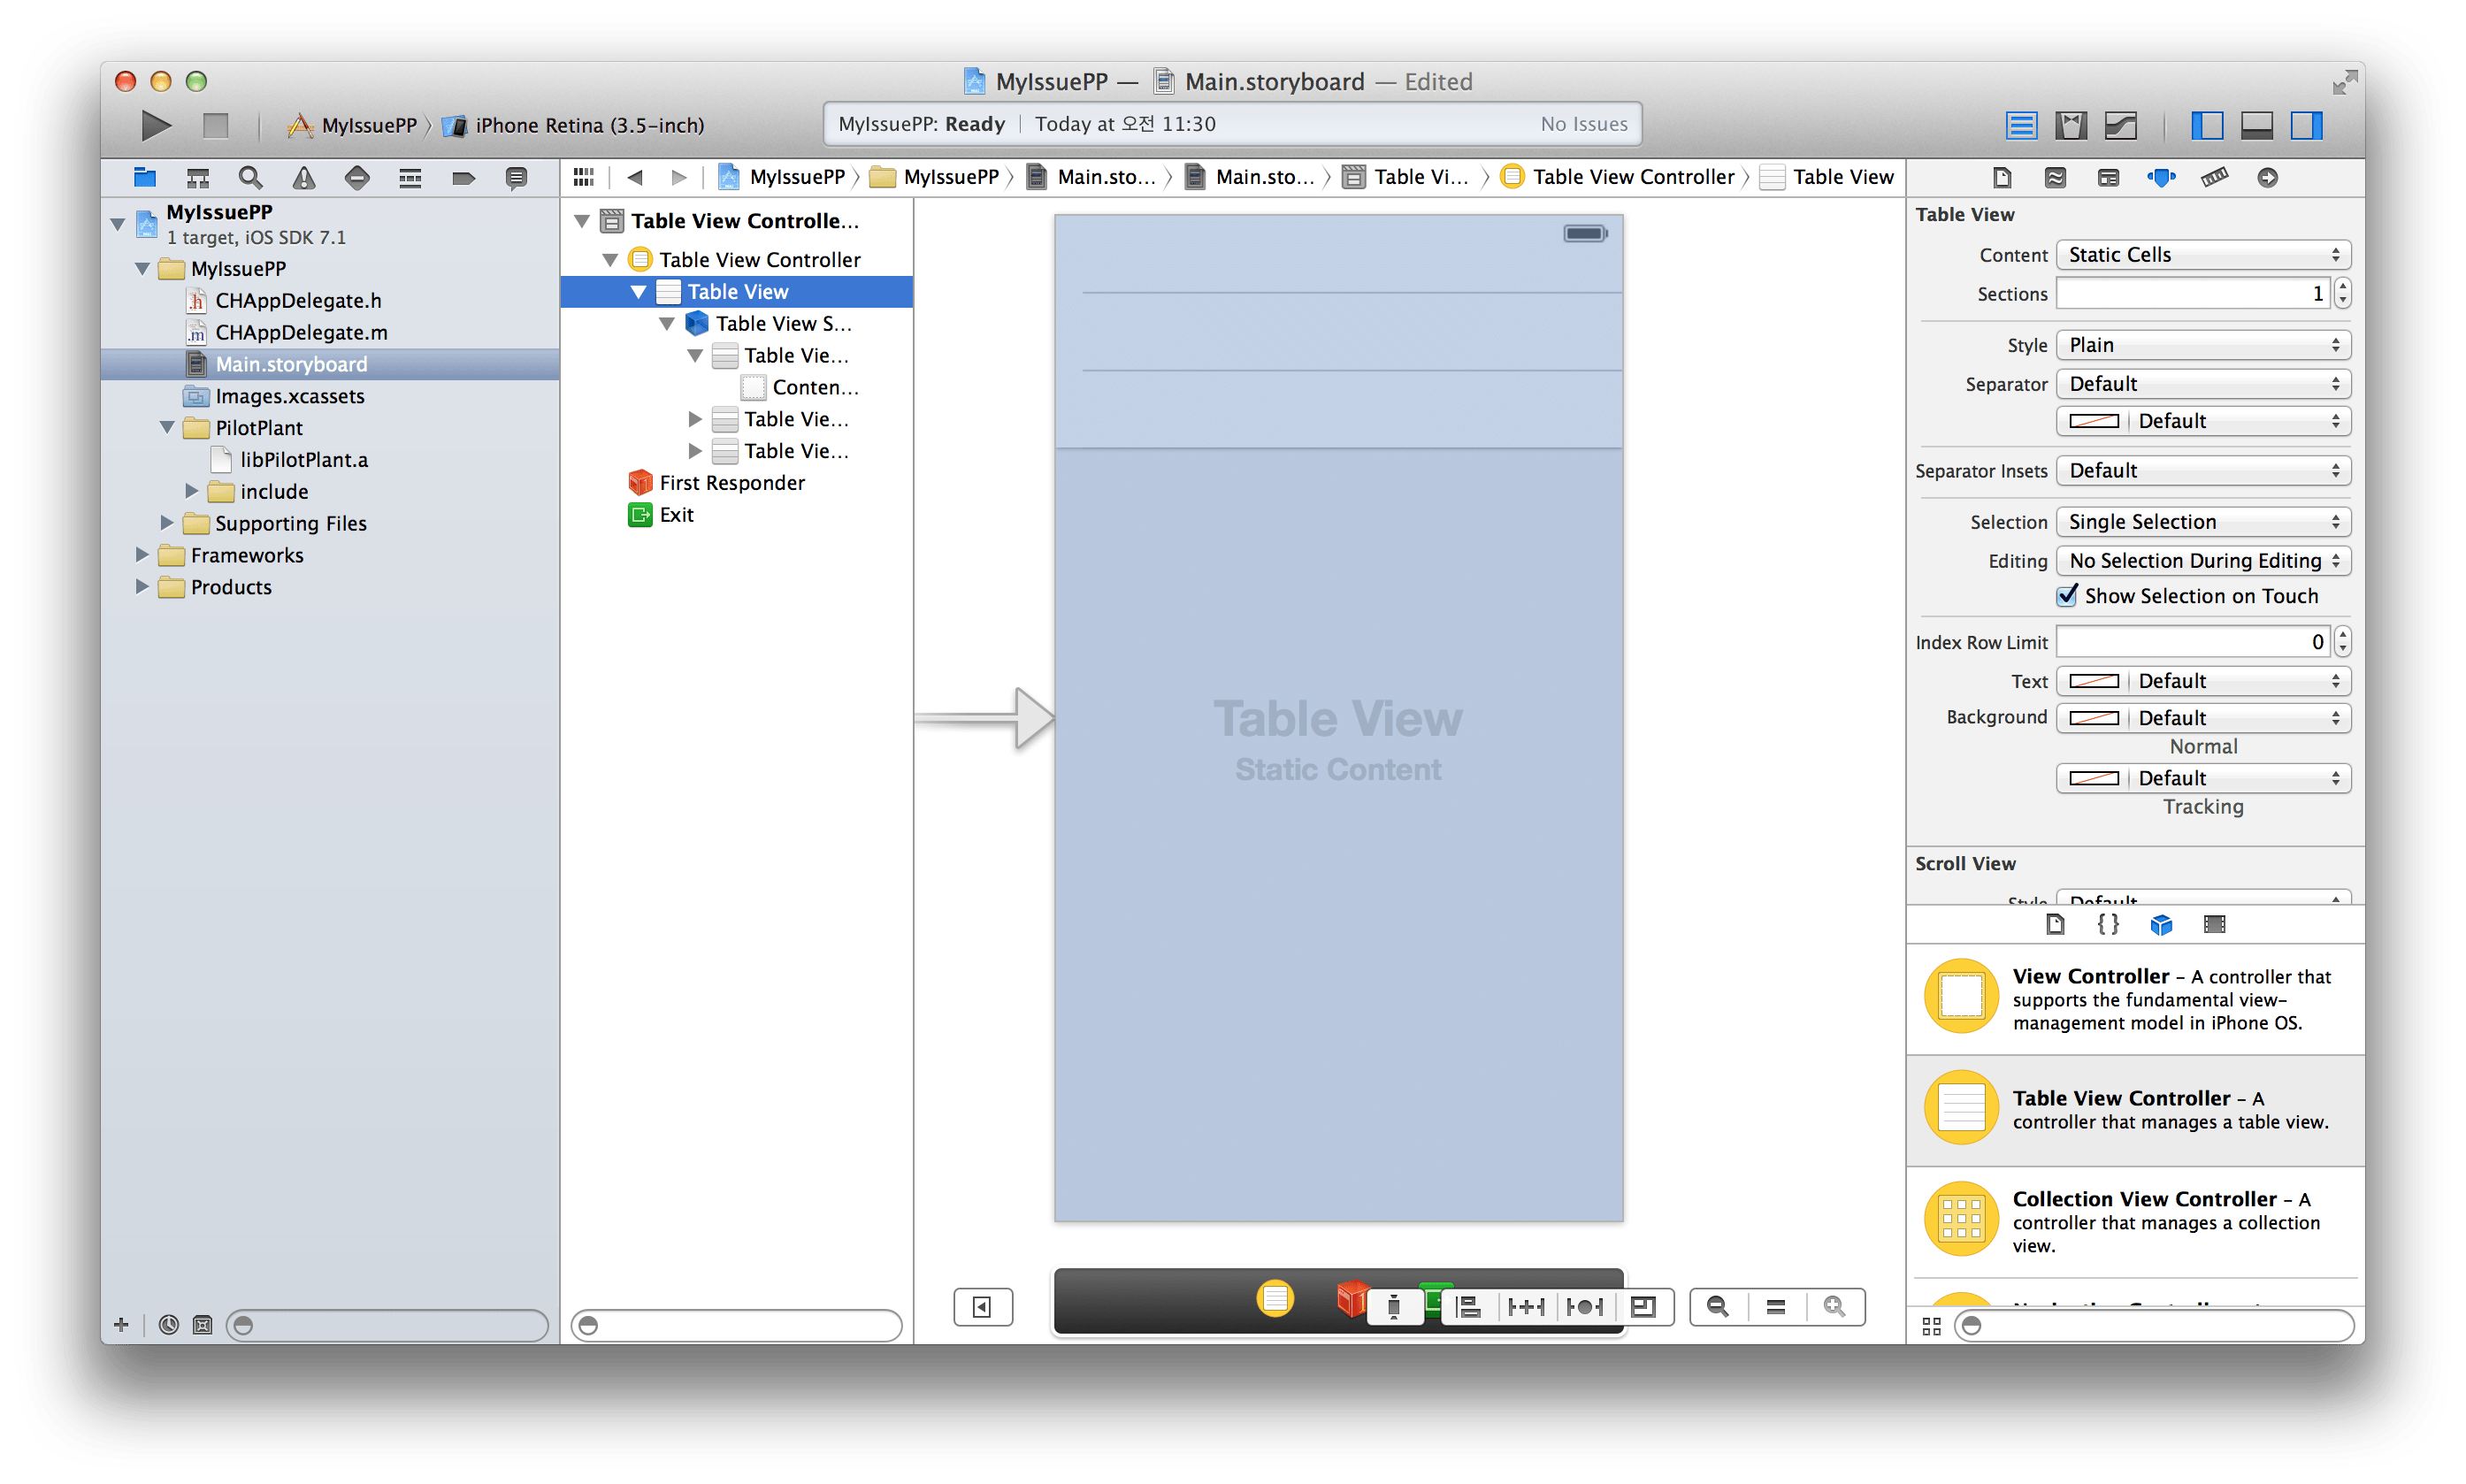 MyIssuePP — Main.storyboard — Edited
MyIssuePP iPhone Retina (3.5-inch)
MyIssuePP: Ready Today at 오전 11:30 No Issues
MyIssuePP MyIssuePP Main.sto... Main.sto... Table Vi... Table View Controller Table View
MyIssuePP
1 target, iOS SDK 7.1
MyIssuePP
CHAppDelegate.h
CHAppDelegate.m
Main.storyboard
Images.xcassets
PilotPlant
libPilotPlant.a
include
Supporting Files
Frameworks
Products
Table View Controlle...
Table View Controller
Table View
Table View S...
Table Vie...
Conten...
Table Vie...
Table Vie...
First Responder
Exit
Table View
Static Content
Table View
Content Static Cells
Sections 1
Style Plain
Separator Default
Default
Separator Insets Default
Selection Single Selection
Editing No Selection During Editing
Show Selection on Touch
Index Row Limit 0
Text Default
Background Default
Normal
Default
Tracking
Scroll View
Style Default
View Controller – A controller that
supports the fundamental view-
management model in iPhone OS.
Table View Controller – A
controller that manages a table view.
Collection View Controller – A
controller that manages a collection
view.